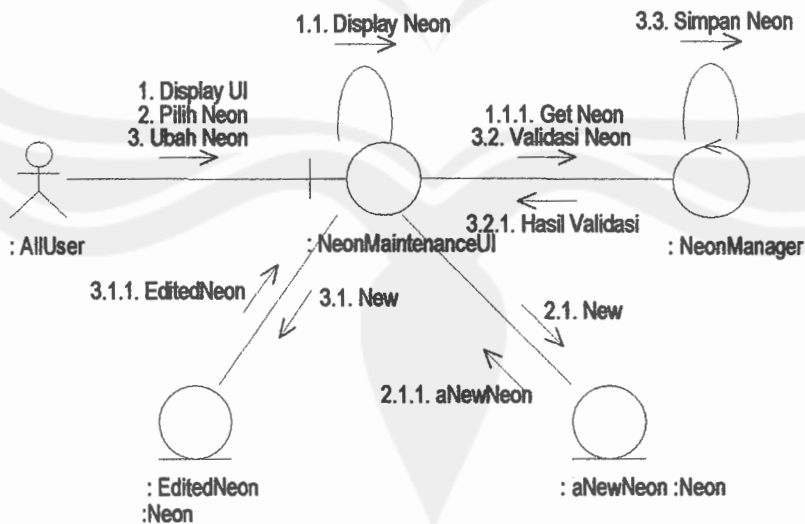 1.1. Display Neon
3.3. Simpan Neon
1. Display UI
2. Pilih Neon
3. Ubah Neon
1.1.1. Get Neon
3.2. Validasi Neon
3.2.1. Hasil Validasi
: AllUser
: NeonMaintenanceUI
: NeonManager
3.1.1. EditedNeon
3.1. New
2.1. New
2.1.1. aNewNeon
: EditedNeon
:Neon
: aNewNeon :Neon